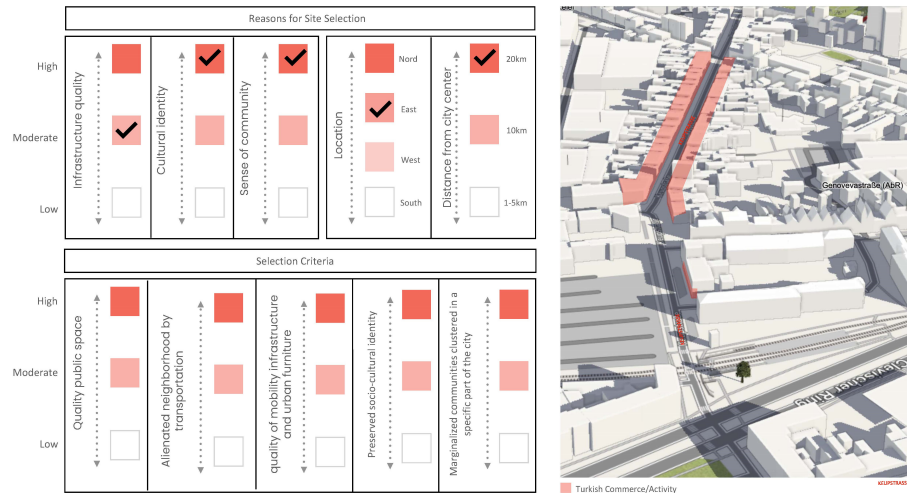 Reasons for Site Selection
High
Moderate
Low
Infrastructure quality
Cultural identity
Sense of community
Location
Nord
East
West
South
Distance from city center
20km
10km
1-5km
Selection Criteria
High
Moderate
Low
Quality public space
Alienated neighborhood by
transportation
quality of mobility infrastructure
and urban furniture
Preserved socio-cultural identity
Marginalized communities clustered in a
specific part of the city
Genovevastraße (AbR)
Clevischer Ring
KEUPSTRASS
Turkish Commerce/Activity